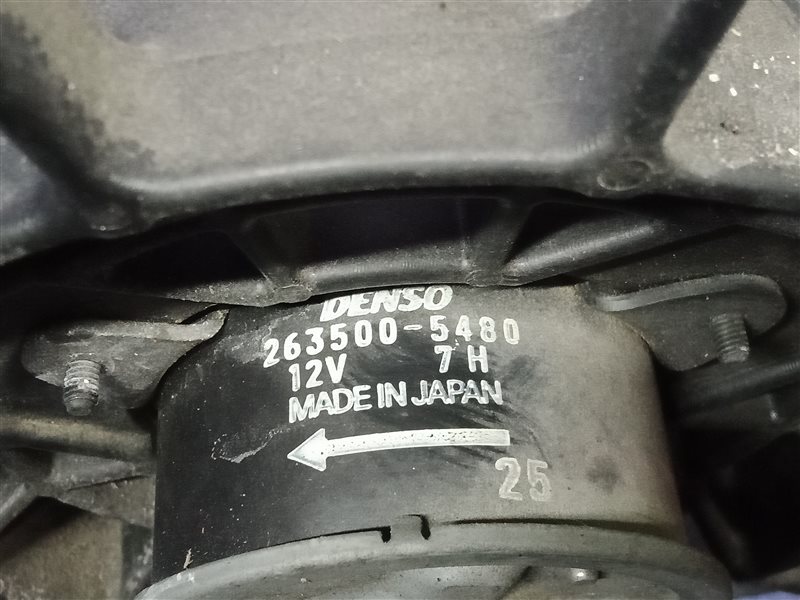 DENSO
263500-5480
12V 7H
MADE IN JAPAN
25